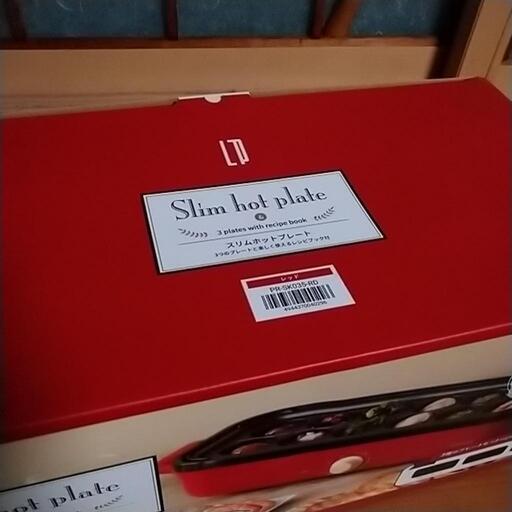 Slim hot plate
&
3 plates with recipe book
スリムホットプレート
3つのプレートと楽しく使えるレシピブック付
レッド
PR-SK035-RD
4944370040296
hot plate